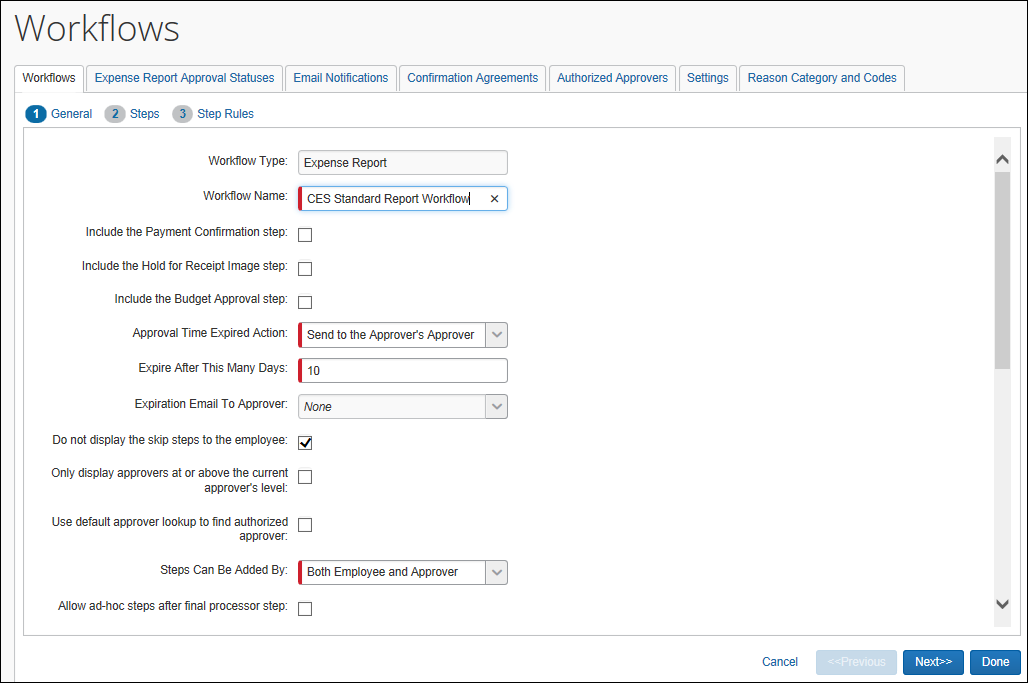 Workflows
Workflows Expense Report Approval Statuses Email Notifications Confirmation Agreements Authorized Approvers Settings Reason Category and Codes
1 General 2 Steps 3 Step Rules
Workflow Type: Expense Report
Workflow Name: CES Standard Report Workflow
Include the Payment Confirmation step:
Include the Hold for Receipt Image step:
Include the Budget Approval step:
Approval Time Expired Action: Send to the Approver's Approver
Expire After This Many Days: 10
Expiration Email To Approver: None
Do not display the skip steps to the employee:
Only display approvers at or above the current
approver's level:
Use default approver lookup to find authorized
approver:
Steps Can Be Added By: Both Employee and Approver
Allow ad-hoc steps after final processor step:
Cancel <<Previous Next>> Done